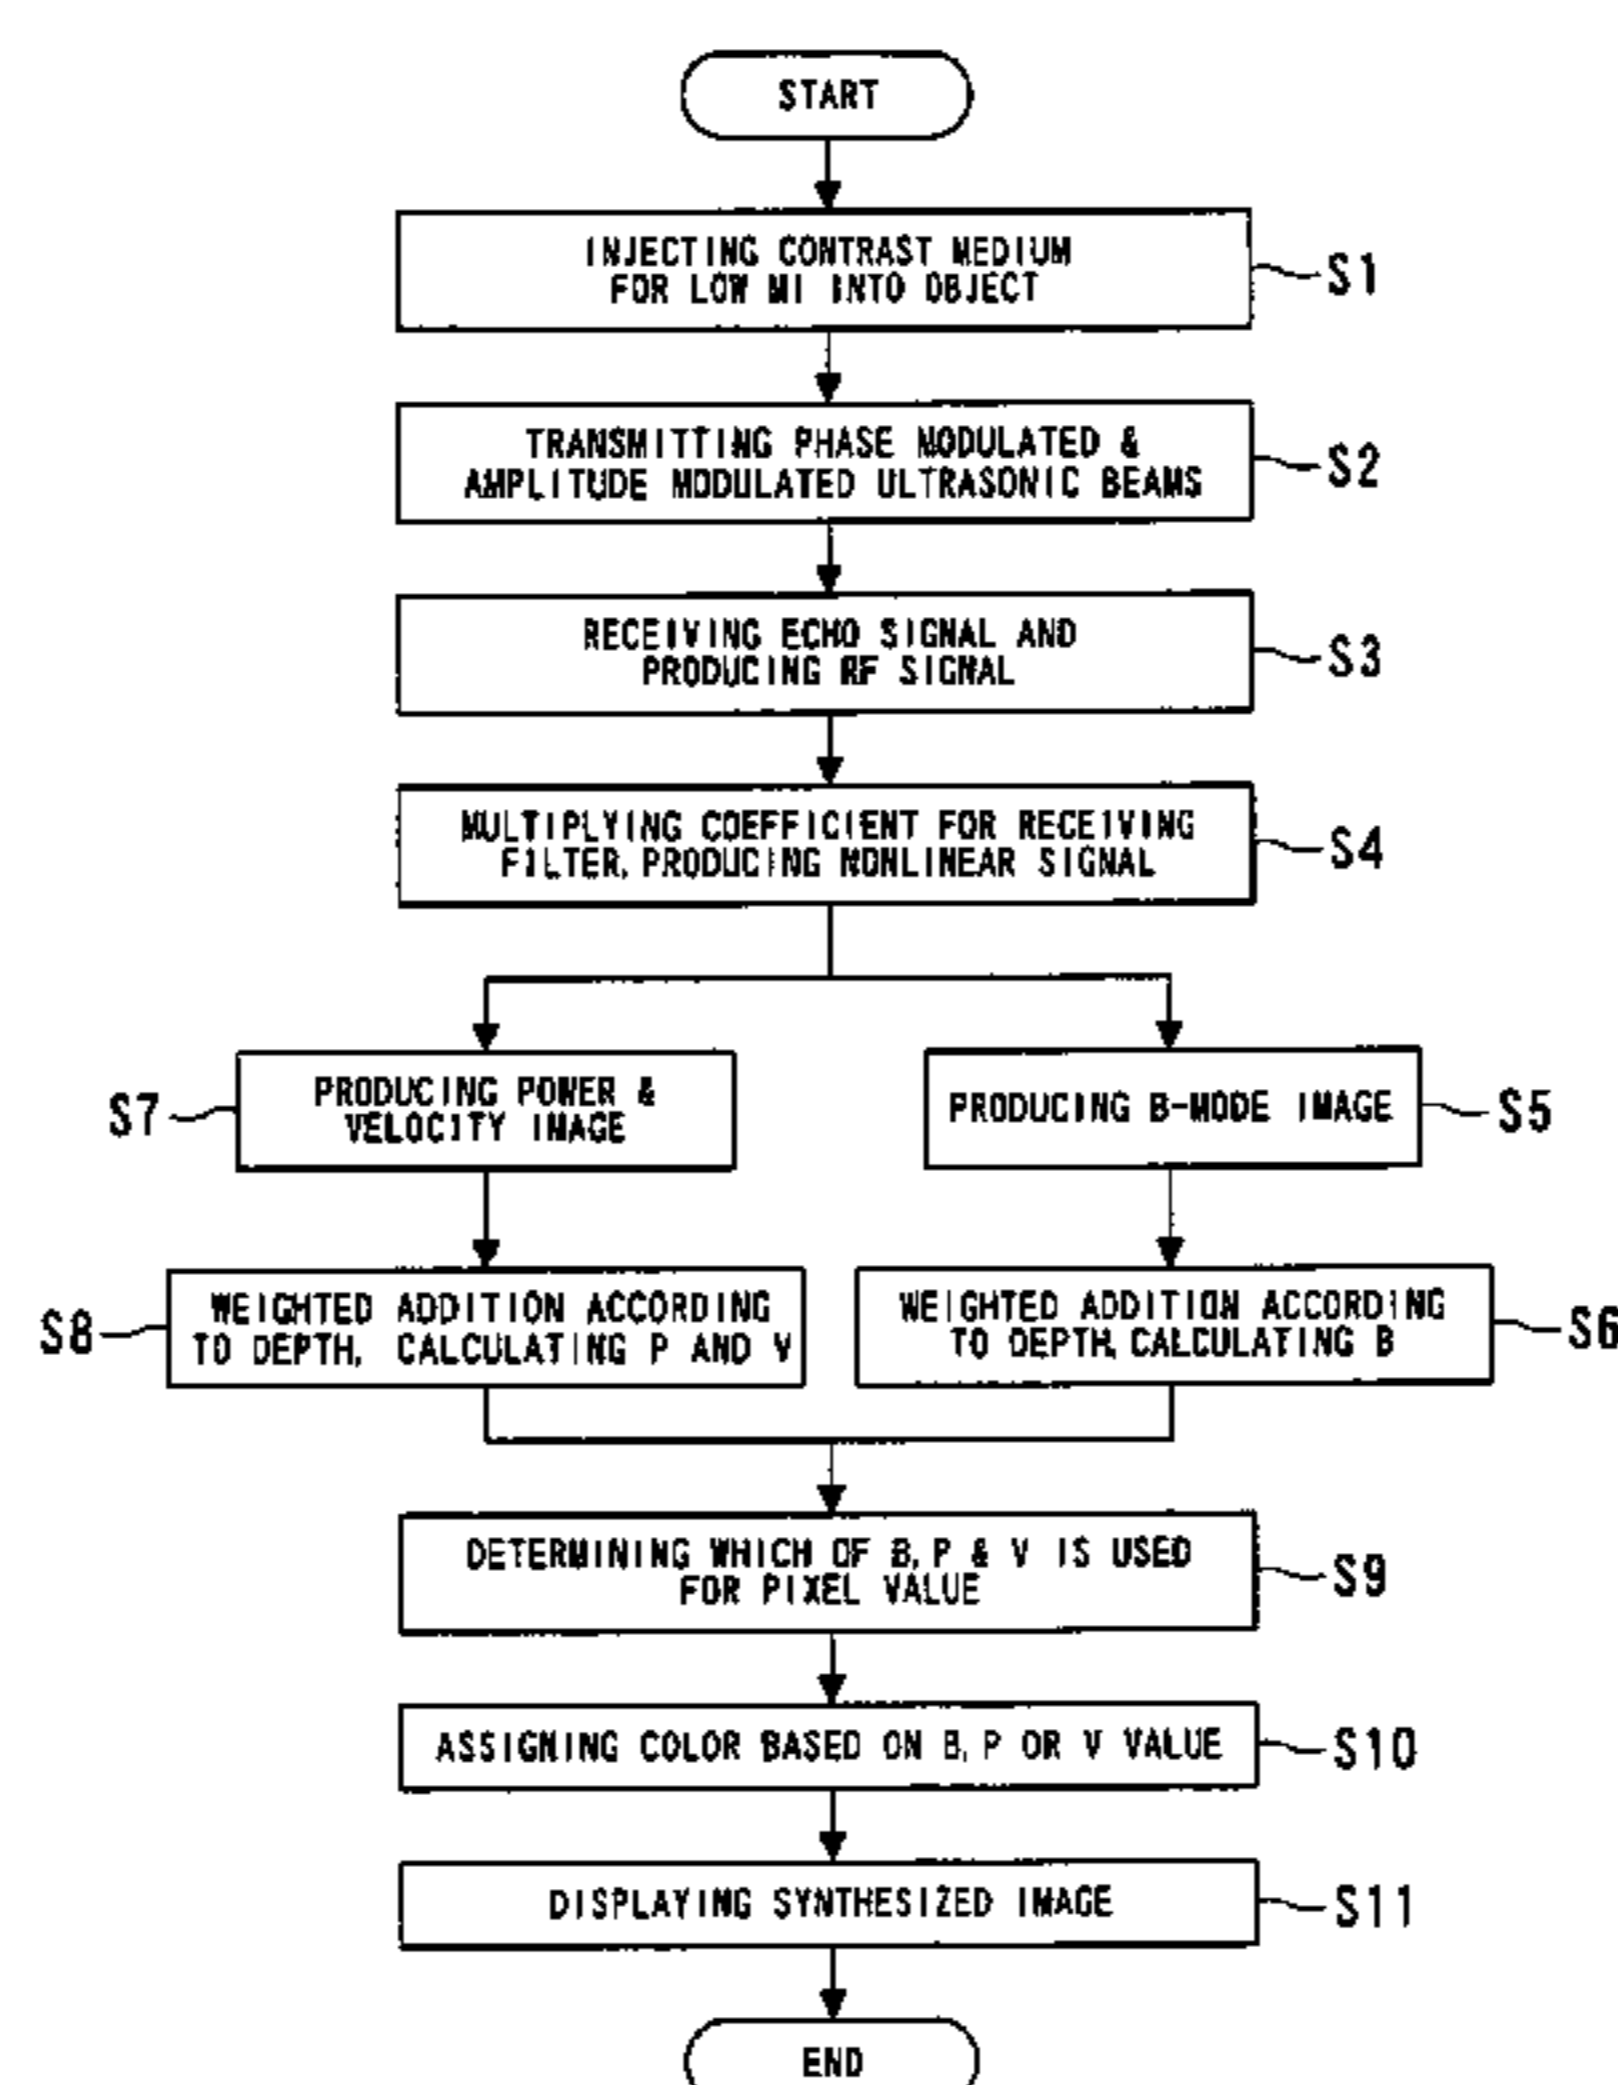 START
INJECTING CONTRAST MEDIUM
FOR LOW MI INTO OBJECT
S1
TRANSMITTING PHASE MODULATED &
AMPLITUDE MODULATED ULTRASONIC BEAMS
S2
RECEIVING ECHO SIGNAL AND
PRODUCING RF SIGNAL
S3
MULTIPLYING COEFFICIENT FOR RECEIVING
FILTER, PRODUCING NONLINEAR SIGNAL
S4
S7
PRODUCING POWER &
VELOCITY IMAGE
PRODUCING B-MODE IMAGE
S5
S8
WEIGHTED ADDITION ACCORDING
TO DEPTH, CALCULATING P AND V
WEIGHTED ADDITION ACCORDING
TO DEPTH, CALCULATING B
S6
DETERMINING WHICH OF B, P & V IS USED
FOR PIXEL VALUE
S9
ASSIGNING COLOR BASED ON B, P OR V VALUE
S10
DISPLAYING SYNTHESIZED IMAGE
S11
END